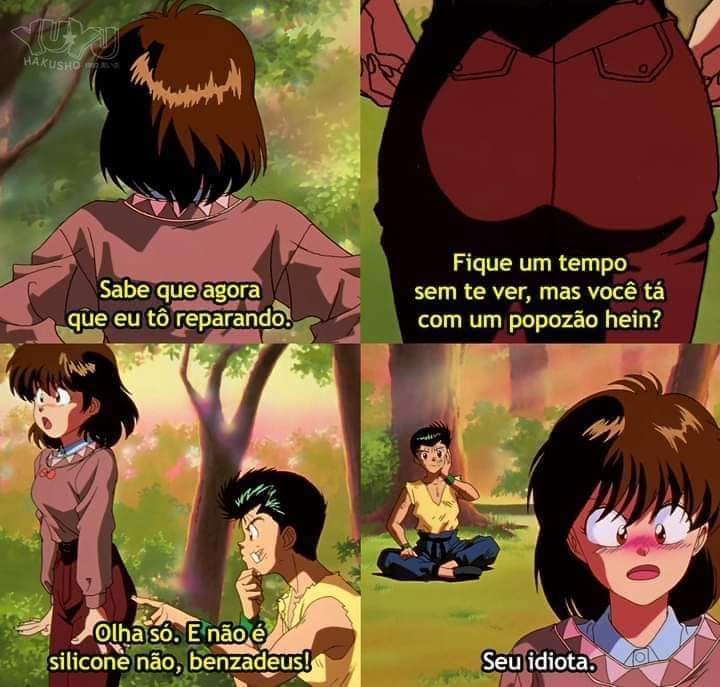 YUYU
HAKUSHO
Sabe que agora
que eu tô reparando.
Fique um tempo
sem te ver, mas você tá
com um popozão hein?
Olha só. E não é
silicone não, benzadeus!
Seu idiota.